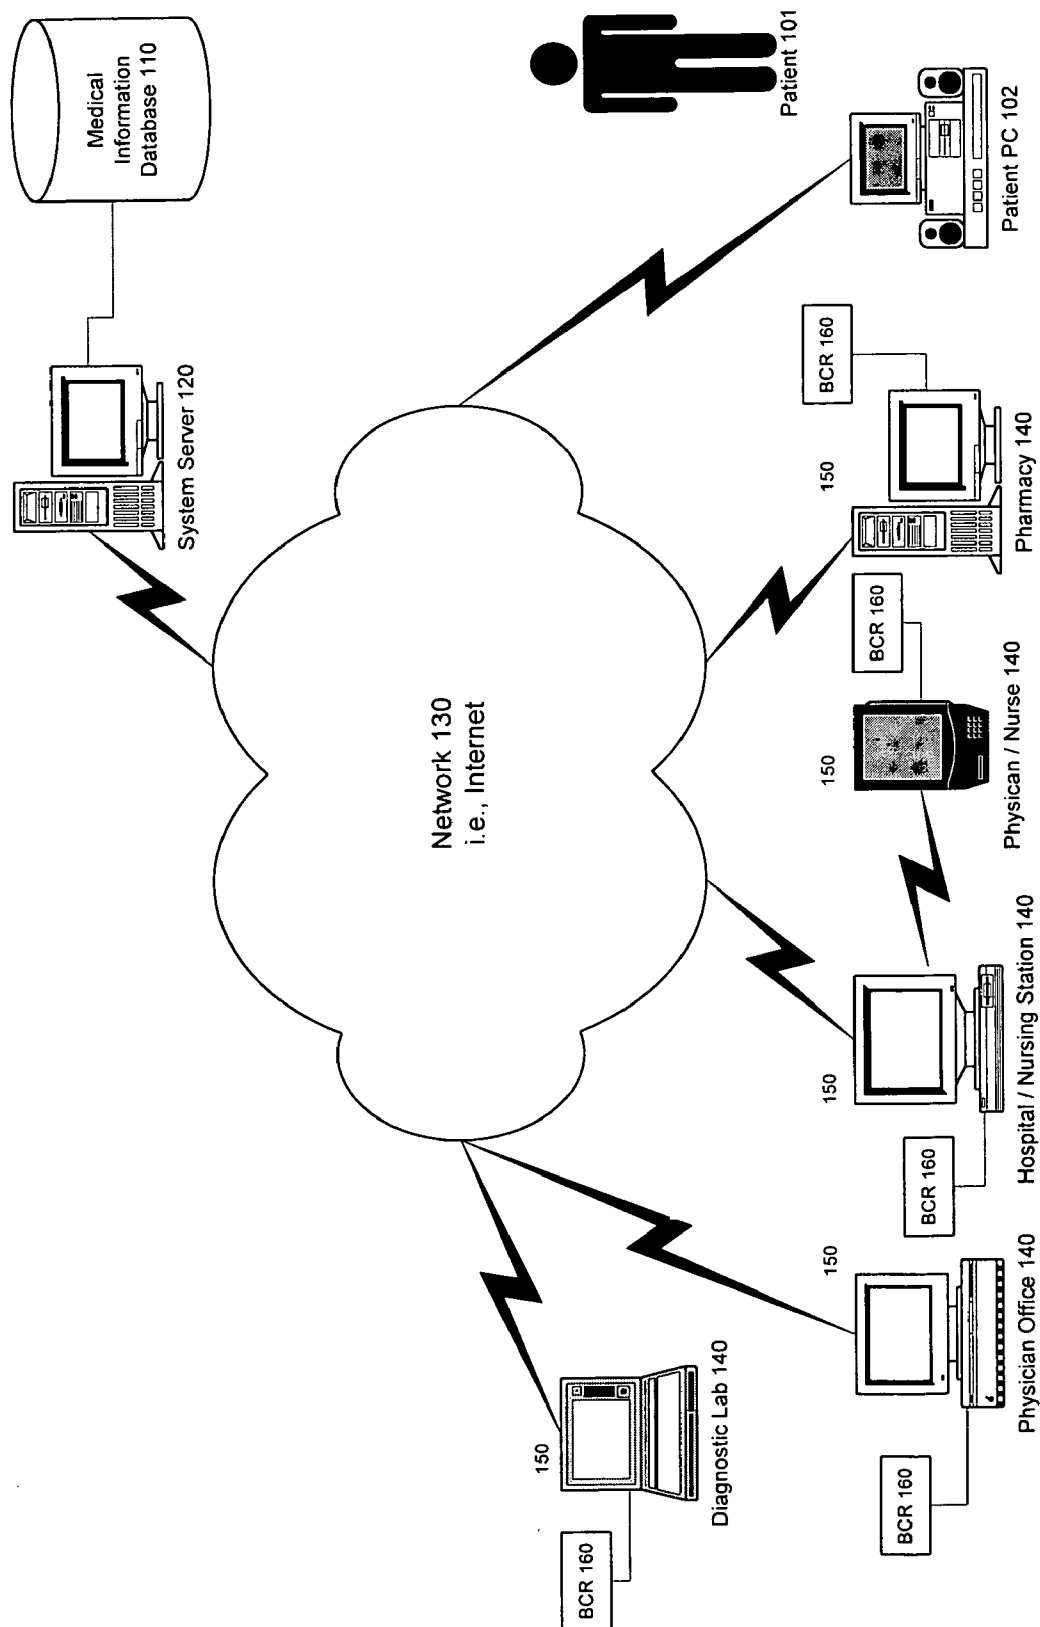 Medical
Information
Database 110
System Server 120
Patient 101
Network 130
i.e., Internet
Patient PC 102
BCR 160
150
Pharmacy 140
BCR 160
150
Physican / Nurse 140
150
BCR 160
Hospital / Nursing Station 140
150
BCR 160
Physician Office 140
150
BCR 160
Diagnostic Lab 140